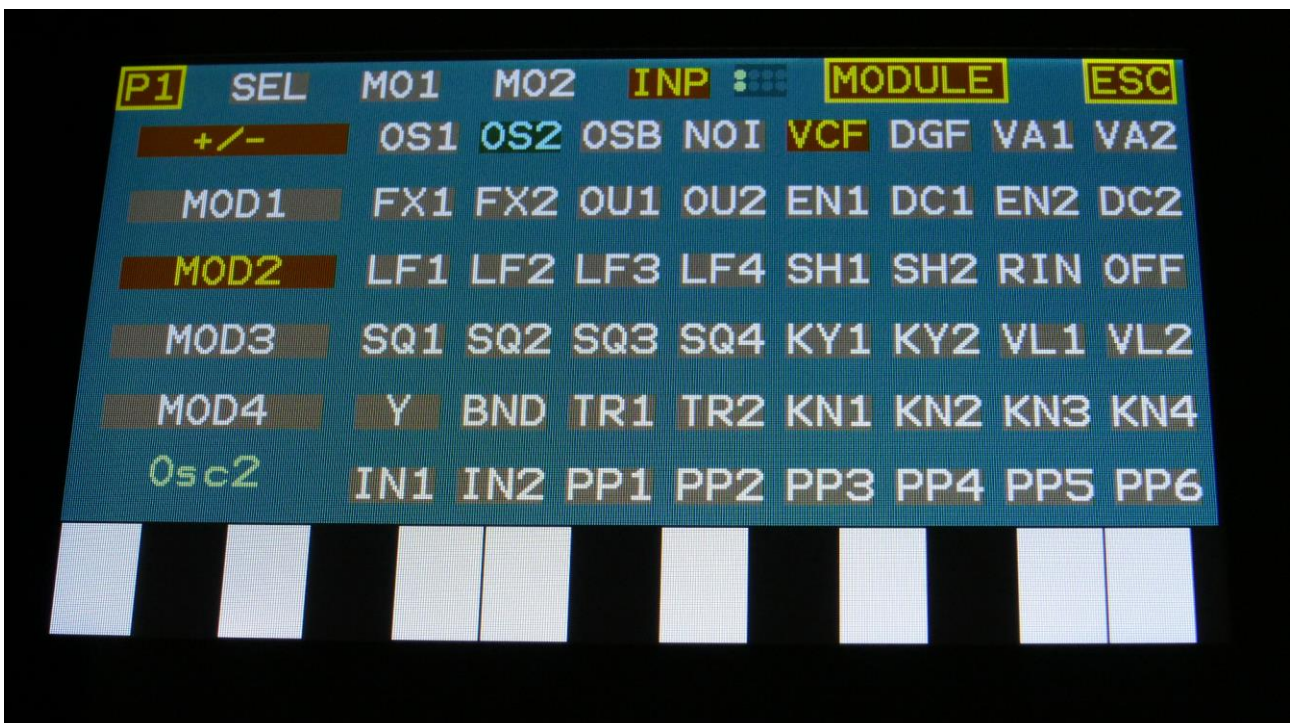 P1 SEL MO1 MO2 INP MODULE ESC
+/- OS1 OS2 OSB NOI VCF DGF VA1 VA2
MOD1 FX1 FX2 OU1 OU2 EN1 DC1 EN2 DC2
MOD2 LF1 LF2 LF3 LF4 SH1 SH2 RIN OFF
MOD3 SQ1 SQ2 SQ3 SQ4 KY1 KY2 VL1 VL2
MOD4 Y BND TR1 TR2 KN1 KN2 KN3 KN4
Osc2 IN1 IN2 PP1 PP2 PP3 PP4 PP5 PP6